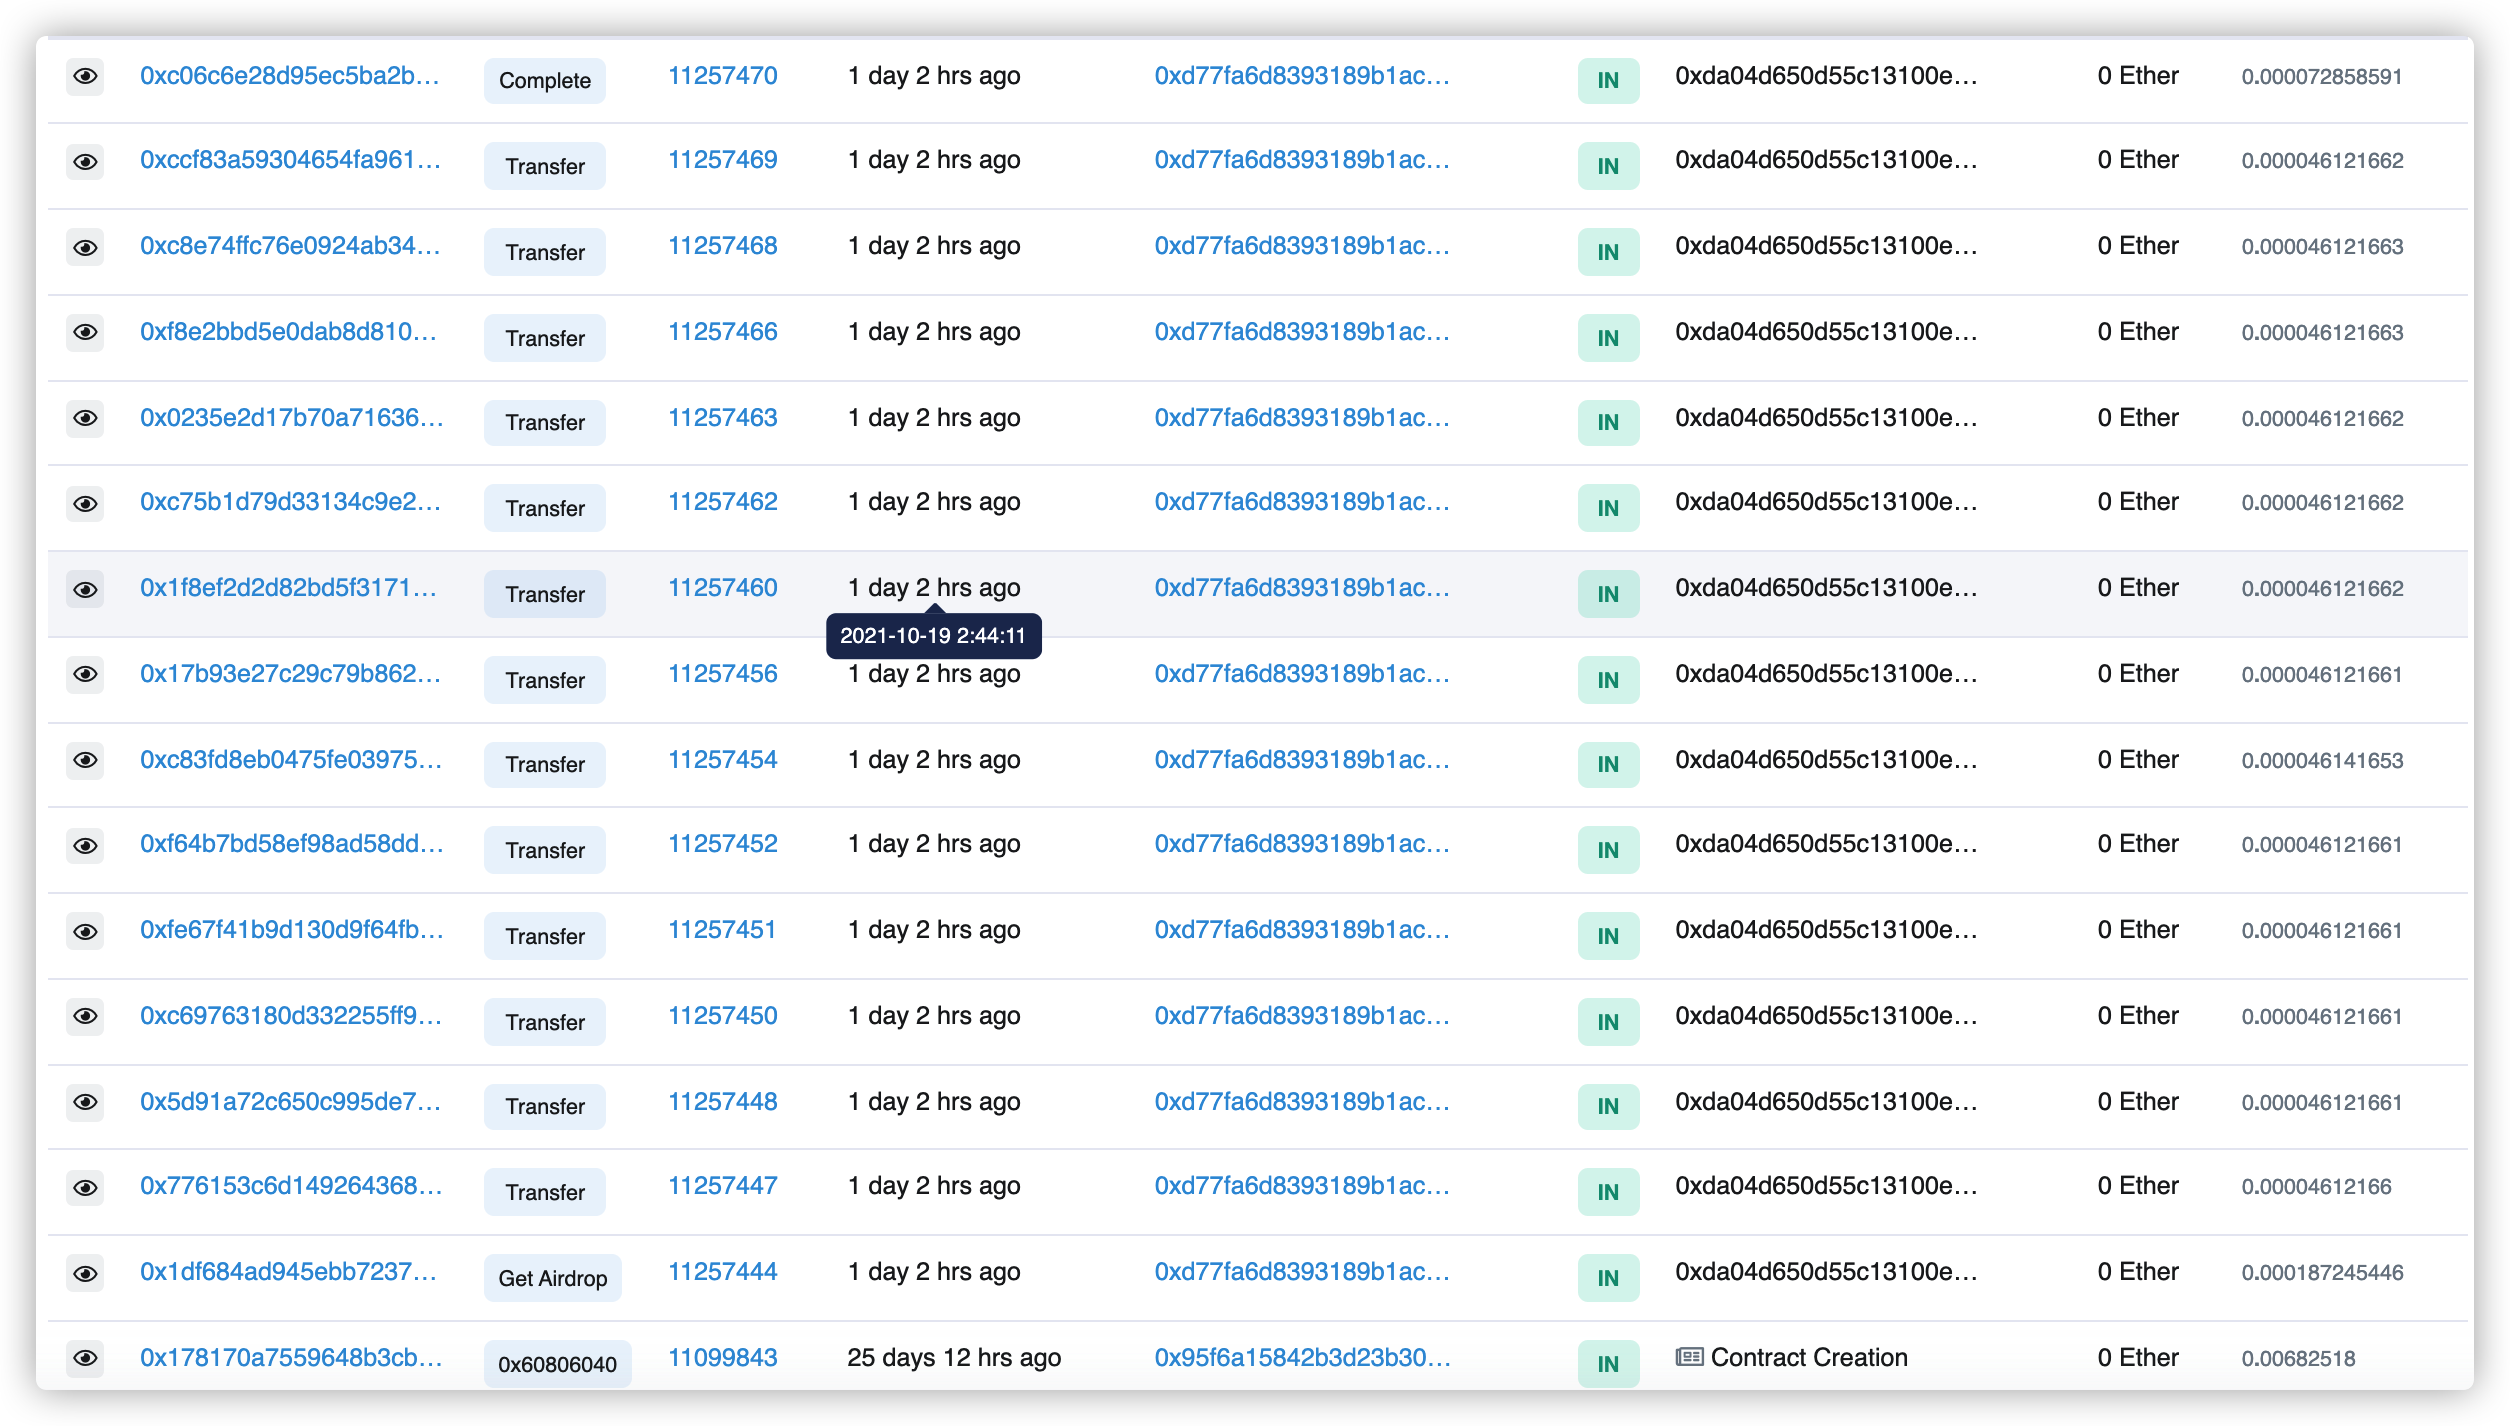 0xc06c6e28d95ec5ba2b... Complete 11257470 1 day 2 hrs ago 0xd77fa6d8393189b1ac... IN 0xda04d650d55c13100e... 0 Ether 0.000072858591
0xccf83a59304654fa961... Transfer 11257469 1 day 2 hrs ago 0xd77fa6d8393189b1ac... IN 0xda04d650d55c13100e... 0 Ether 0.000046121662
0xc8e74ffc76e0924ab34... Transfer 11257468 1 day 2 hrs ago 0xd77fa6d8393189b1ac... IN 0xda04d650d55c13100e... 0 Ether 0.000046121663
0xf8e2bbd5e0dab8d810... Transfer 11257466 1 day 2 hrs ago 0xd77fa6d8393189b1ac... IN 0xda04d650d55c13100e... 0 Ether 0.000046121663
0x0235e2d17b70a71636... Transfer 11257463 1 day 2 hrs ago 0xd77fa6d8393189b1ac... IN 0xda04d650d55c13100e... 0 Ether 0.000046121662
0xc75b1d79d33134c9e2... Transfer 11257462 1 day 2 hrs ago 0xd77fa6d8393189b1ac... IN 0xda04d650d55c13100e... 0 Ether 0.000046121662
0x1f8ef2d2d82bd5f3171... Transfer 11257460 1 day 2 hrs ago 0xd77fa6d8393189b1ac... IN 0xda04d650d55c13100e... 0 Ether 0.000046121662
2021-10-19 2:44:11
0x17b93e27c29c79b862... Transfer 11257456 1 day 2 hrs ago 0xd77fa6d8393189b1ac... IN 0xda04d650d55c13100e... 0 Ether 0.000046121661
0xc83fd8eb0475fe03975... Transfer 11257454 1 day 2 hrs ago 0xd77fa6d8393189b1ac... IN 0xda04d650d55c13100e... 0 Ether 0.000046141653
0xf64b7bd58ef98ad58dd... Transfer 11257452 1 day 2 hrs ago 0xd77fa6d8393189b1ac... IN 0xda04d650d55c13100e... 0 Ether 0.000046121661
0xfe67f41b9d130d9f64fb... Transfer 11257451 1 day 2 hrs ago 0xd77fa6d8393189b1ac... IN 0xda04d650d55c13100e... 0 Ether 0.000046121661
0xc69763180d332255ff9... Transfer 11257450 1 day 2 hrs ago 0xd77fa6d8393189b1ac... IN 0xda04d650d55c13100e... 0 Ether 0.000046121661
0x5d91a72c650c995de7... Transfer 11257448 1 day 2 hrs ago 0xd77fa6d8393189b1ac... IN 0xda04d650d55c13100e... 0 Ether 0.000046121661
0x776153c6d149264368... Transfer 11257447 1 day 2 hrs ago 0xd77fa6d8393189b1ac... IN 0xda04d650d55c13100e... 0 Ether 0.00004612166
0x1df684ad945ebb7237... Get Airdrop 11257444 1 day 2 hrs ago 0xd77fa6d8393189b1ac... IN 0xda04d650d55c13100e... 0 Ether 0.000187245446
0x178170a7559648b3cb... 0x60806040 11099843 25 days 12 hrs ago 0x95f6a15842b3d23b30... IN Contract Creation 0 Ether 0.00682518